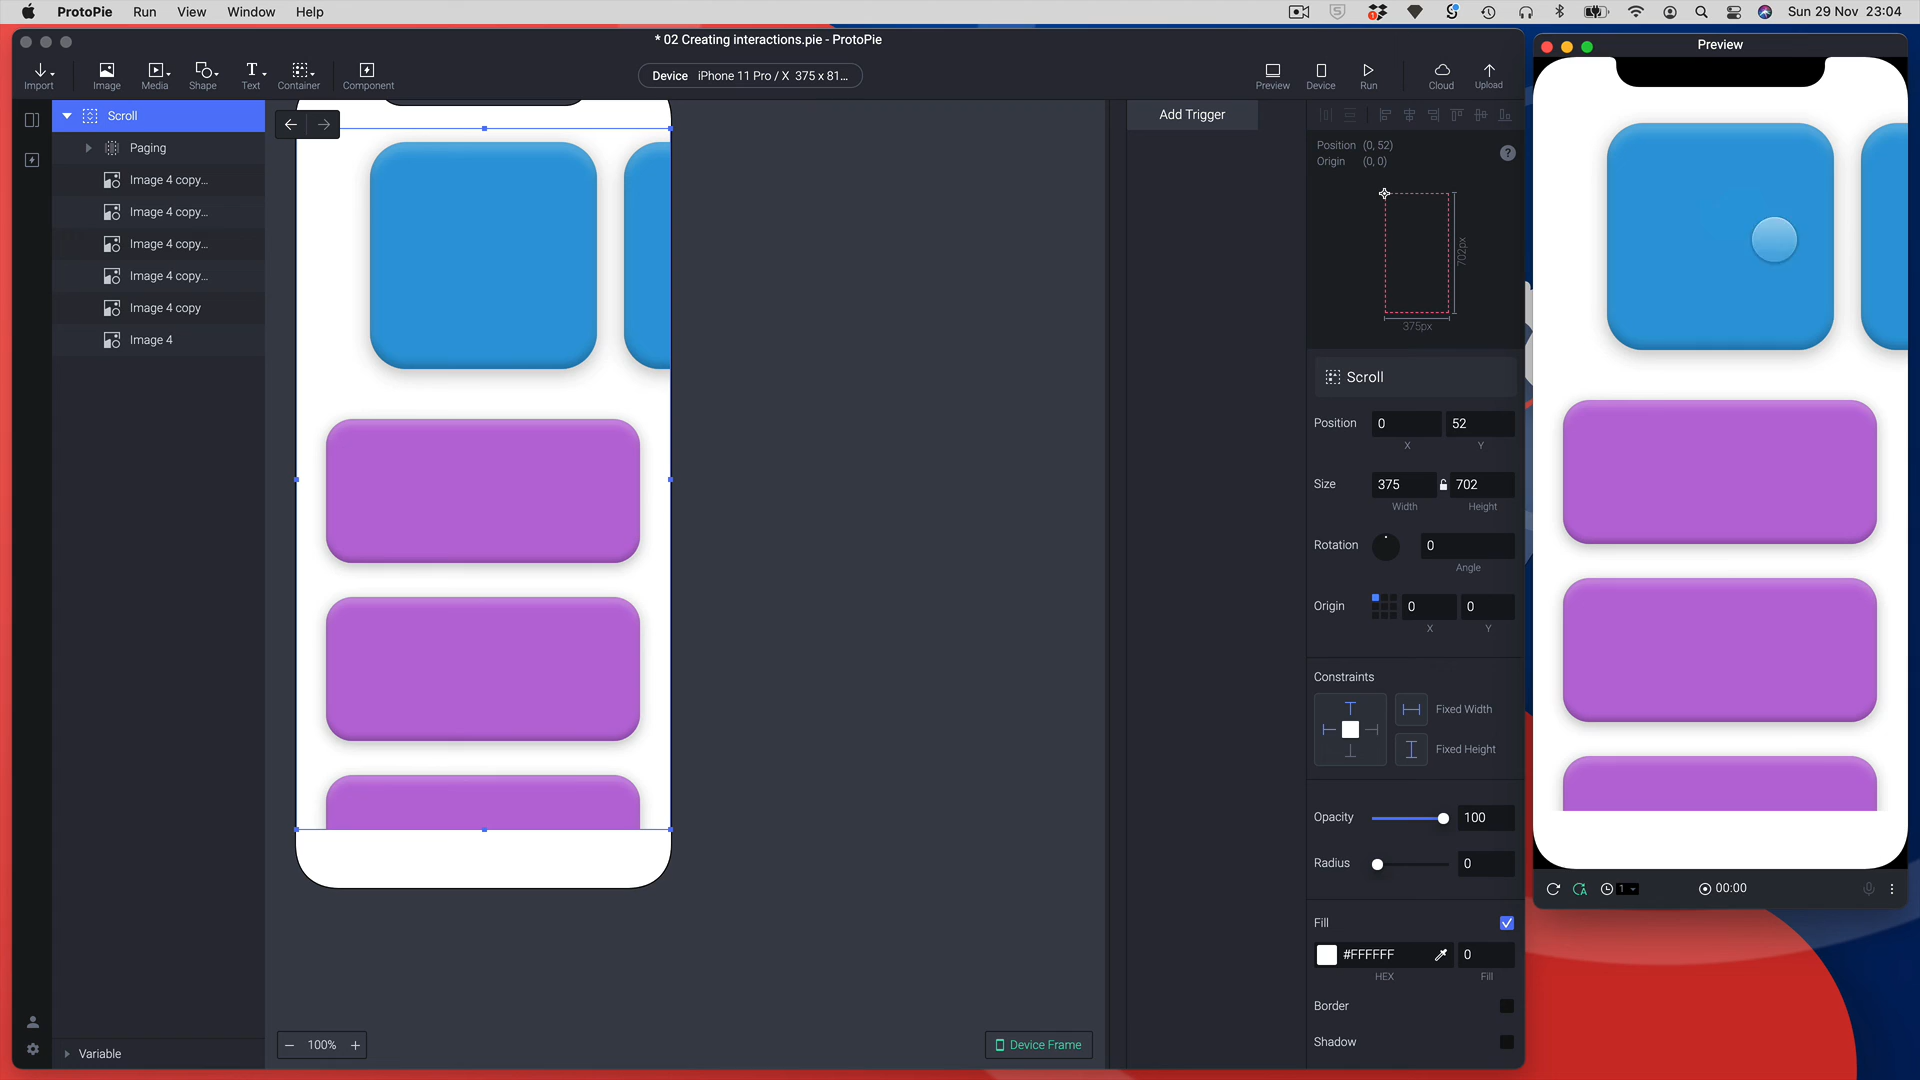 ProtoPie Run View Window Help
1
Sun 29 Nov 23:04
* 02 Creating interactions.pie - ProtoPie
Preview
Import
Image
Media
Shape
T
Text
Container
Component
Device iPhone 11 Pro / X 375 x 81...
Preview
Device
Run
Cloud
Upload
Scroll
Paging
Image 4 copy...
Image 4 copy...
Image 4 copy...
Image 4 copy...
Image 4 copy
Image 4
Variable
100%
Device Frame
Add Trigger
Position (0, 52)
Origin (0, 0)
?
702px
375px
Scroll
Position 0 52
X Y
Size 375 702
Width Height
Rotation 0
Angle
Origin 0 0
X Y
Constraints
Fixed Width
Fixed Height
Opacity 100
Radius 0
Fill
#FFFFFF 0
HEX Fill
Border
Shadow
1
00:00